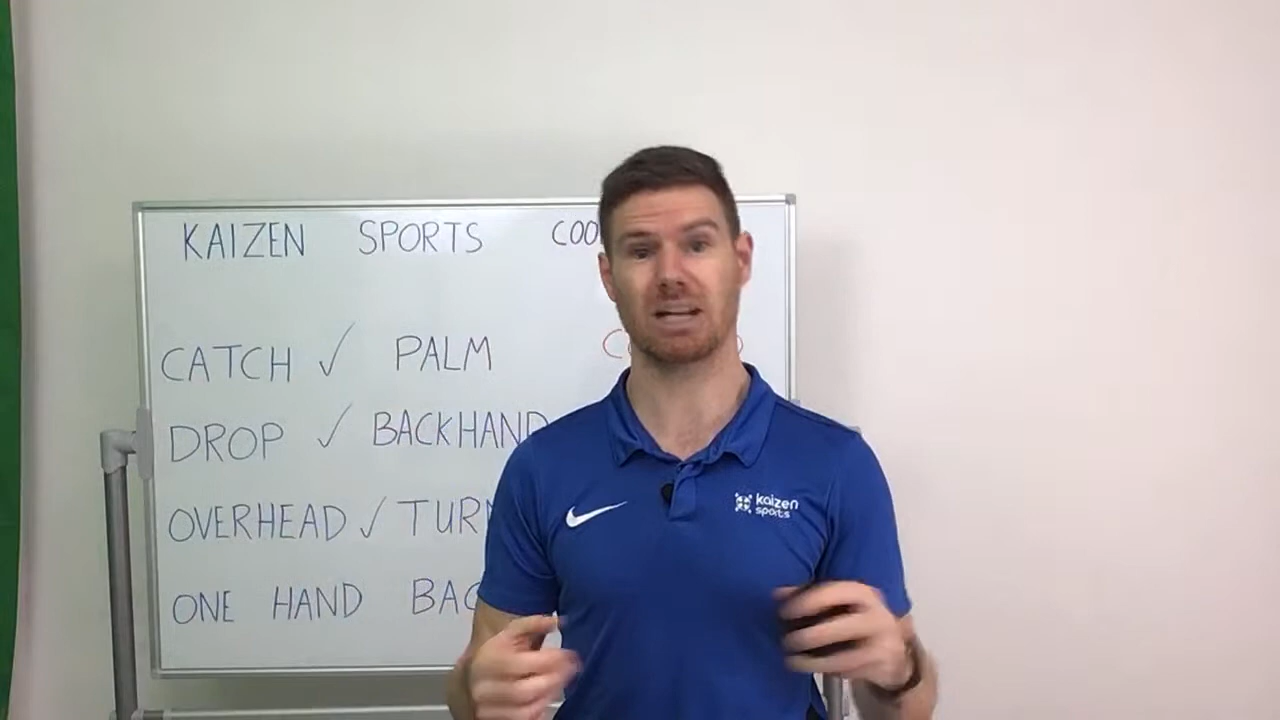 KAIZEN SPORTS
CATCH ✓ PALM
DROP ✓ BACKHAND
OVERHEAD ✓
ONE HAND
kaizen
sports